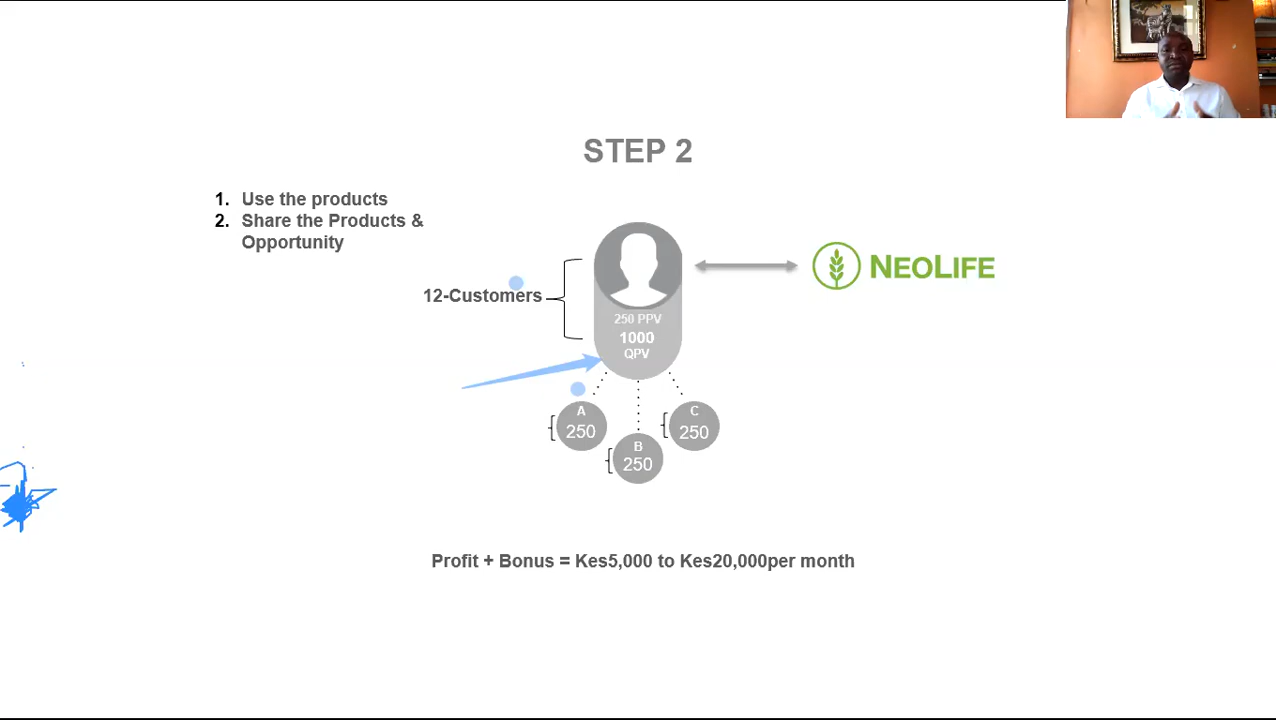 STEP 2
1. Use the products
2. Share the Products &
Opportunity
12-Customers
250 PPV
1000
QPV
NEOLIFE
A
250
B
250
C
250
Profit + Bonus = Kes5,000 to Kes20,000per month